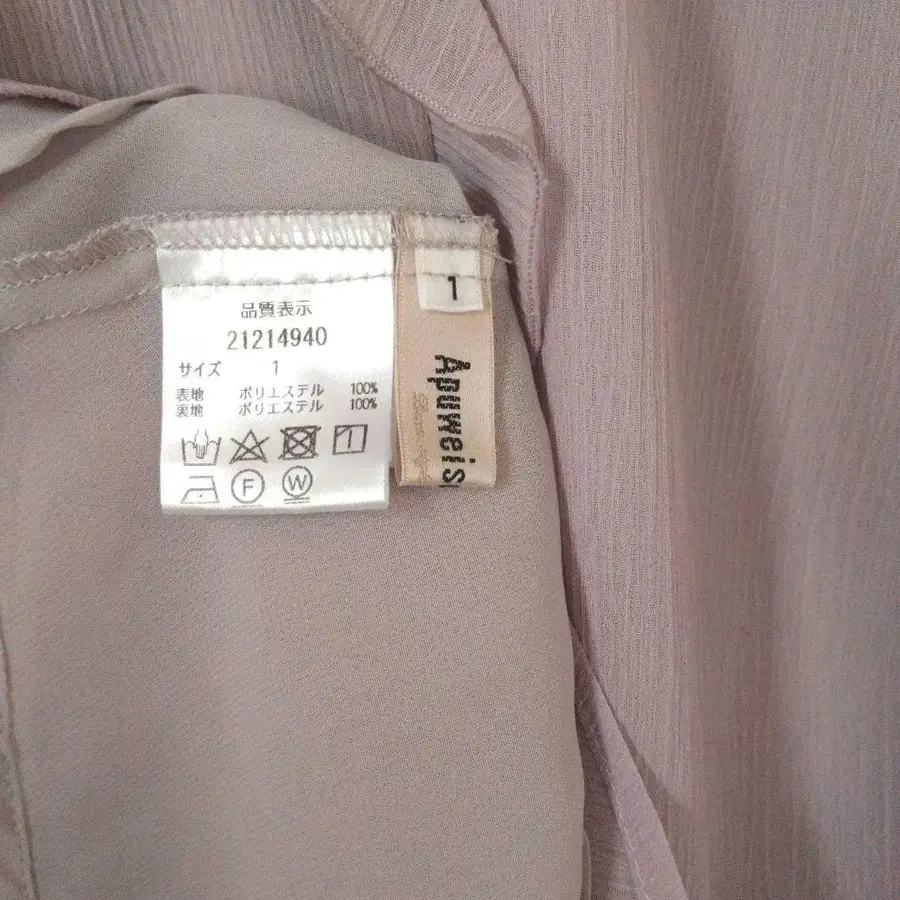 品質表示
21214940
サイズ 1
表地 ポリエステル 100%
裏地 ポリエステル 100%
F
W
1
Apuweis